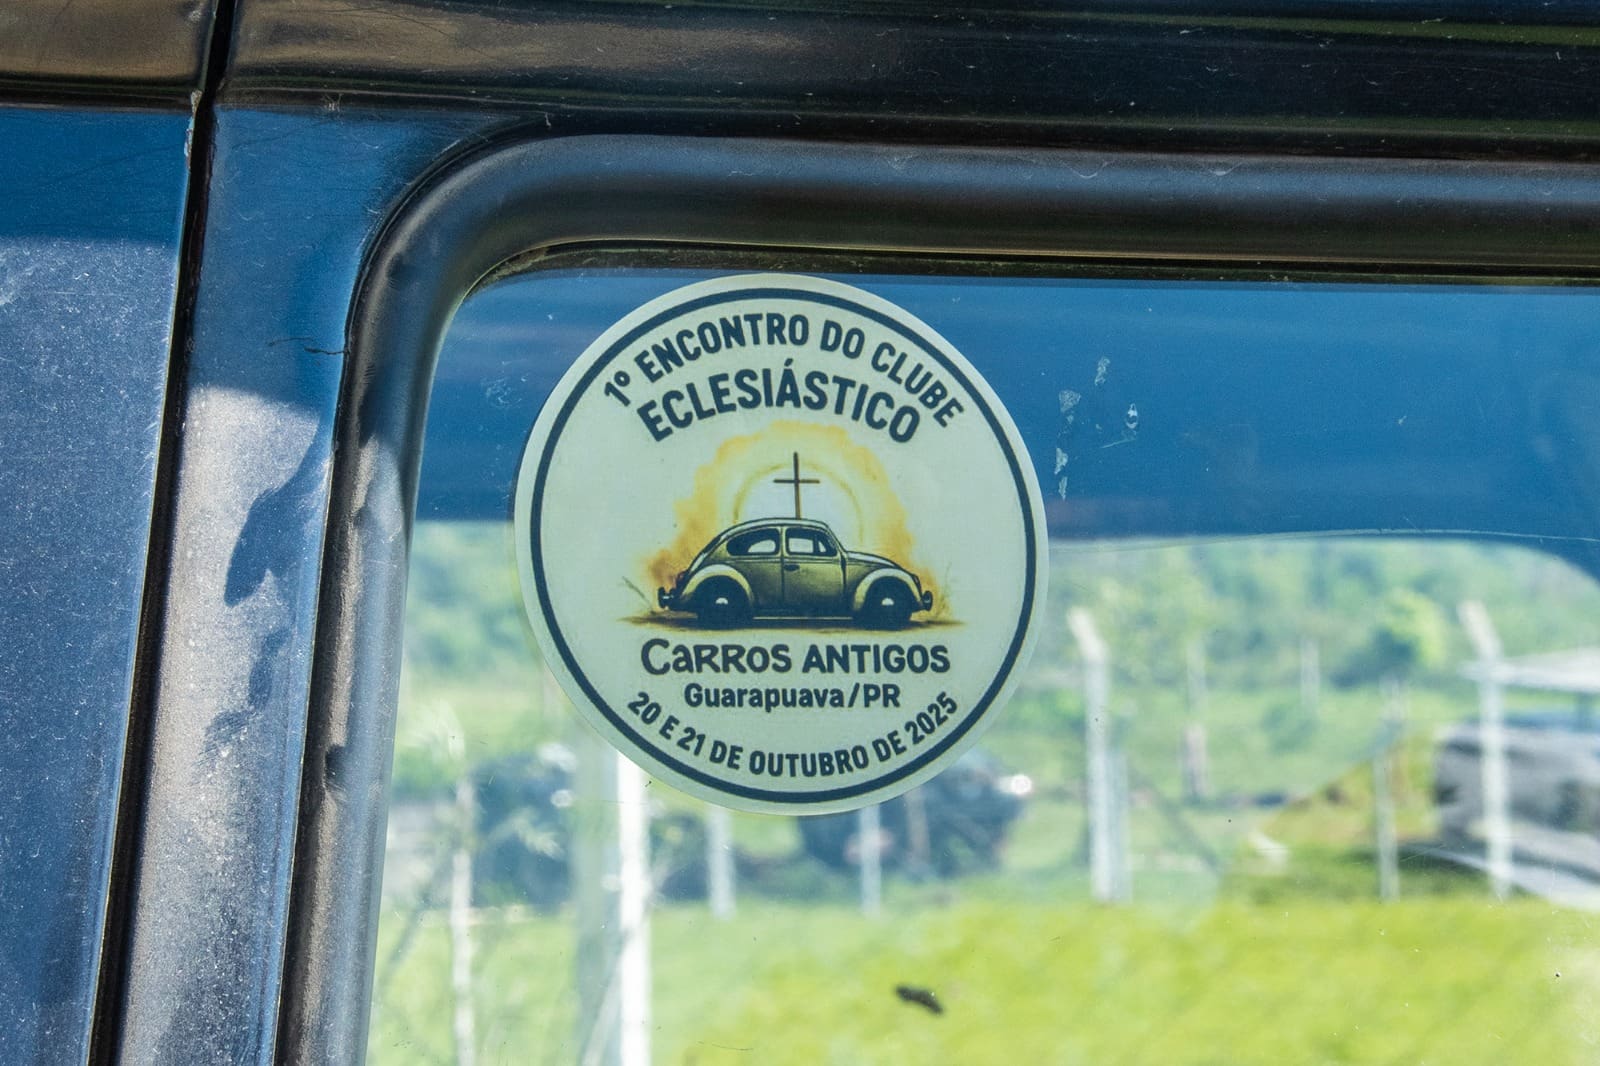 1º ENCONTRO DO CLUBE
ECLESIÁSTICO
CARROS ANTIGOS
Guarapuava/PR
20 E 21 DE OUTUBRO DE 2025